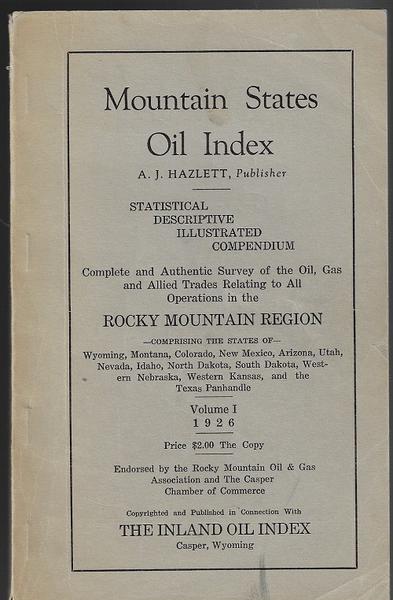 Mountain States
Oil Index
A. J. HAZLETT, Publisher
STATISTICAL
DESCRIPTIVE
ILLUSTRATED
COMPENDIUM
Complete and Authentic Survey of the Oil, Gas
and Allied Trades Relating to All
Operations in the
ROCKY MOUNTAIN REGION
—COMPRISING THE STATES OF—
Wyoming, Montana, Colorado, New Mexico, Arizona, Utah,
Nevada, Idaho, North Dakota, South Dakota, West-
ern Nebraska, Western Kansas, and the
Texas Panhandle
Volume I
1926
Price $2.00 The Copy
Endorsed by the Rocky Mountain Oil & Gas
Association and The Casper
Chamber of Commerce
Copyrighted and Published in Connection With
THE INLAND OIL INDEX
Casper, Wyoming